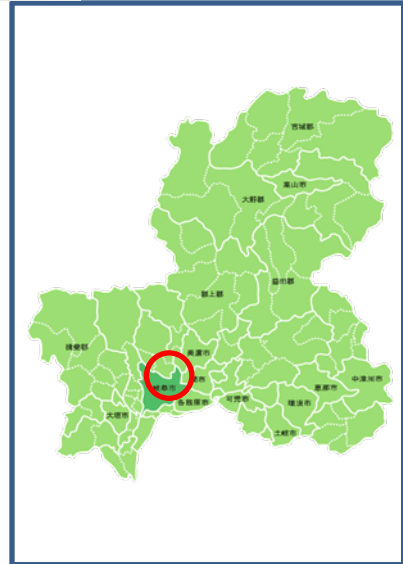 吉城郡
高山市
大野郡
益田郡
郡上郡
揖斐郡
美濃市
中津川市
岐阜市
恵那市
可児市
瑞浪市
各務原市
大垣市
土岐市